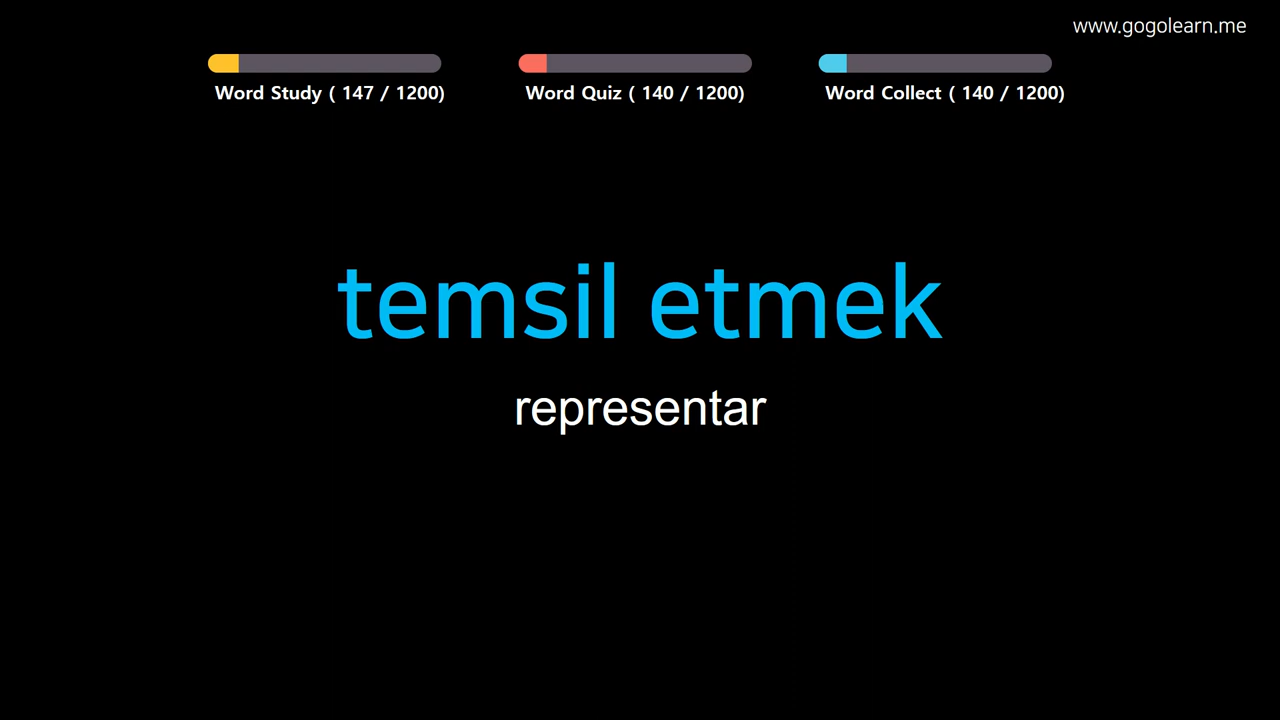 www.gogolearn.me
Word Study ( 147 / 1200)
Word Quiz ( 140 / 1200)
Word Collect ( 140 / 1200)
temsil etmek
representar